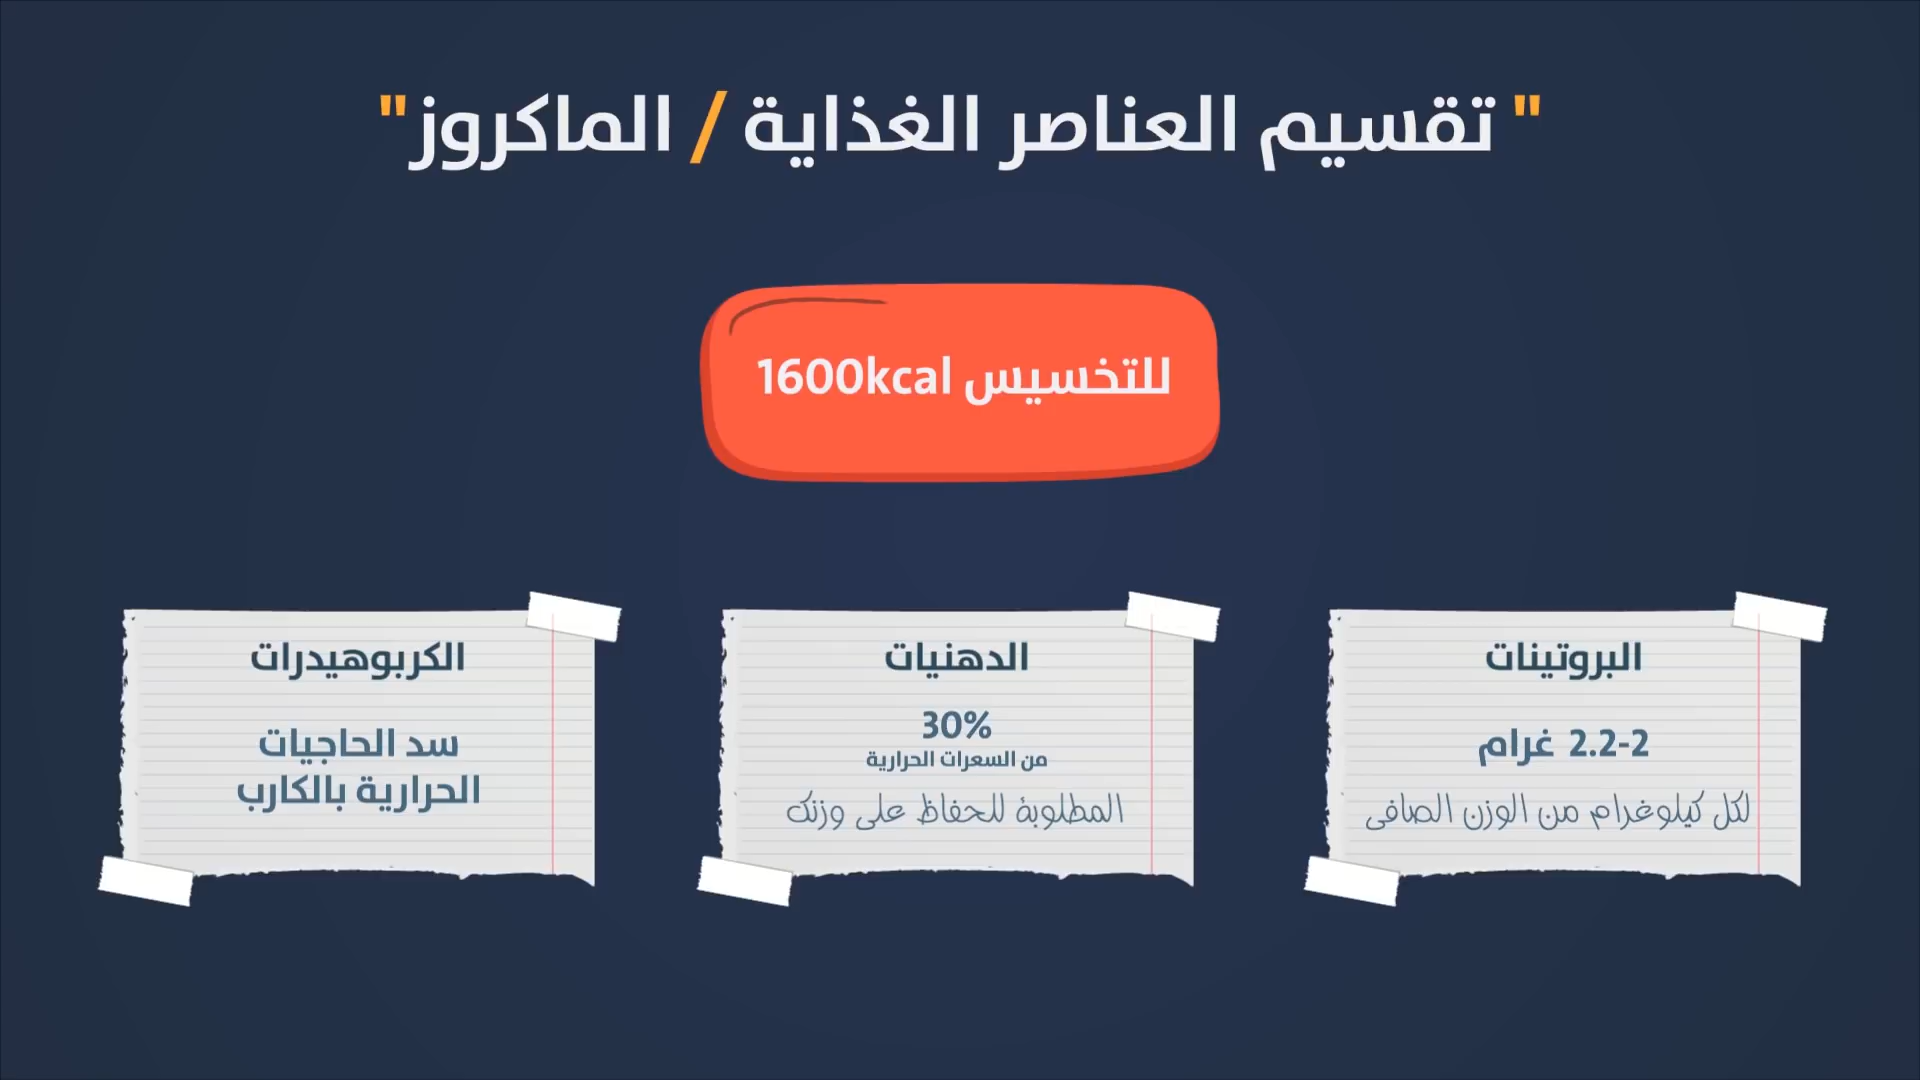 " تقسيم العناصر الغذاية / الماكروز"
للتخسيس 1600kcal
البروتينات
2.2-2 غرام
لكل كيلوغرام من الوزن الصافي
الدهنيات
30%
من السعرات الحرارية
المطلوبة للحفاظ على وزنك
الكربوهيدرات
سد الحاجيات
الحرارية بالكارب